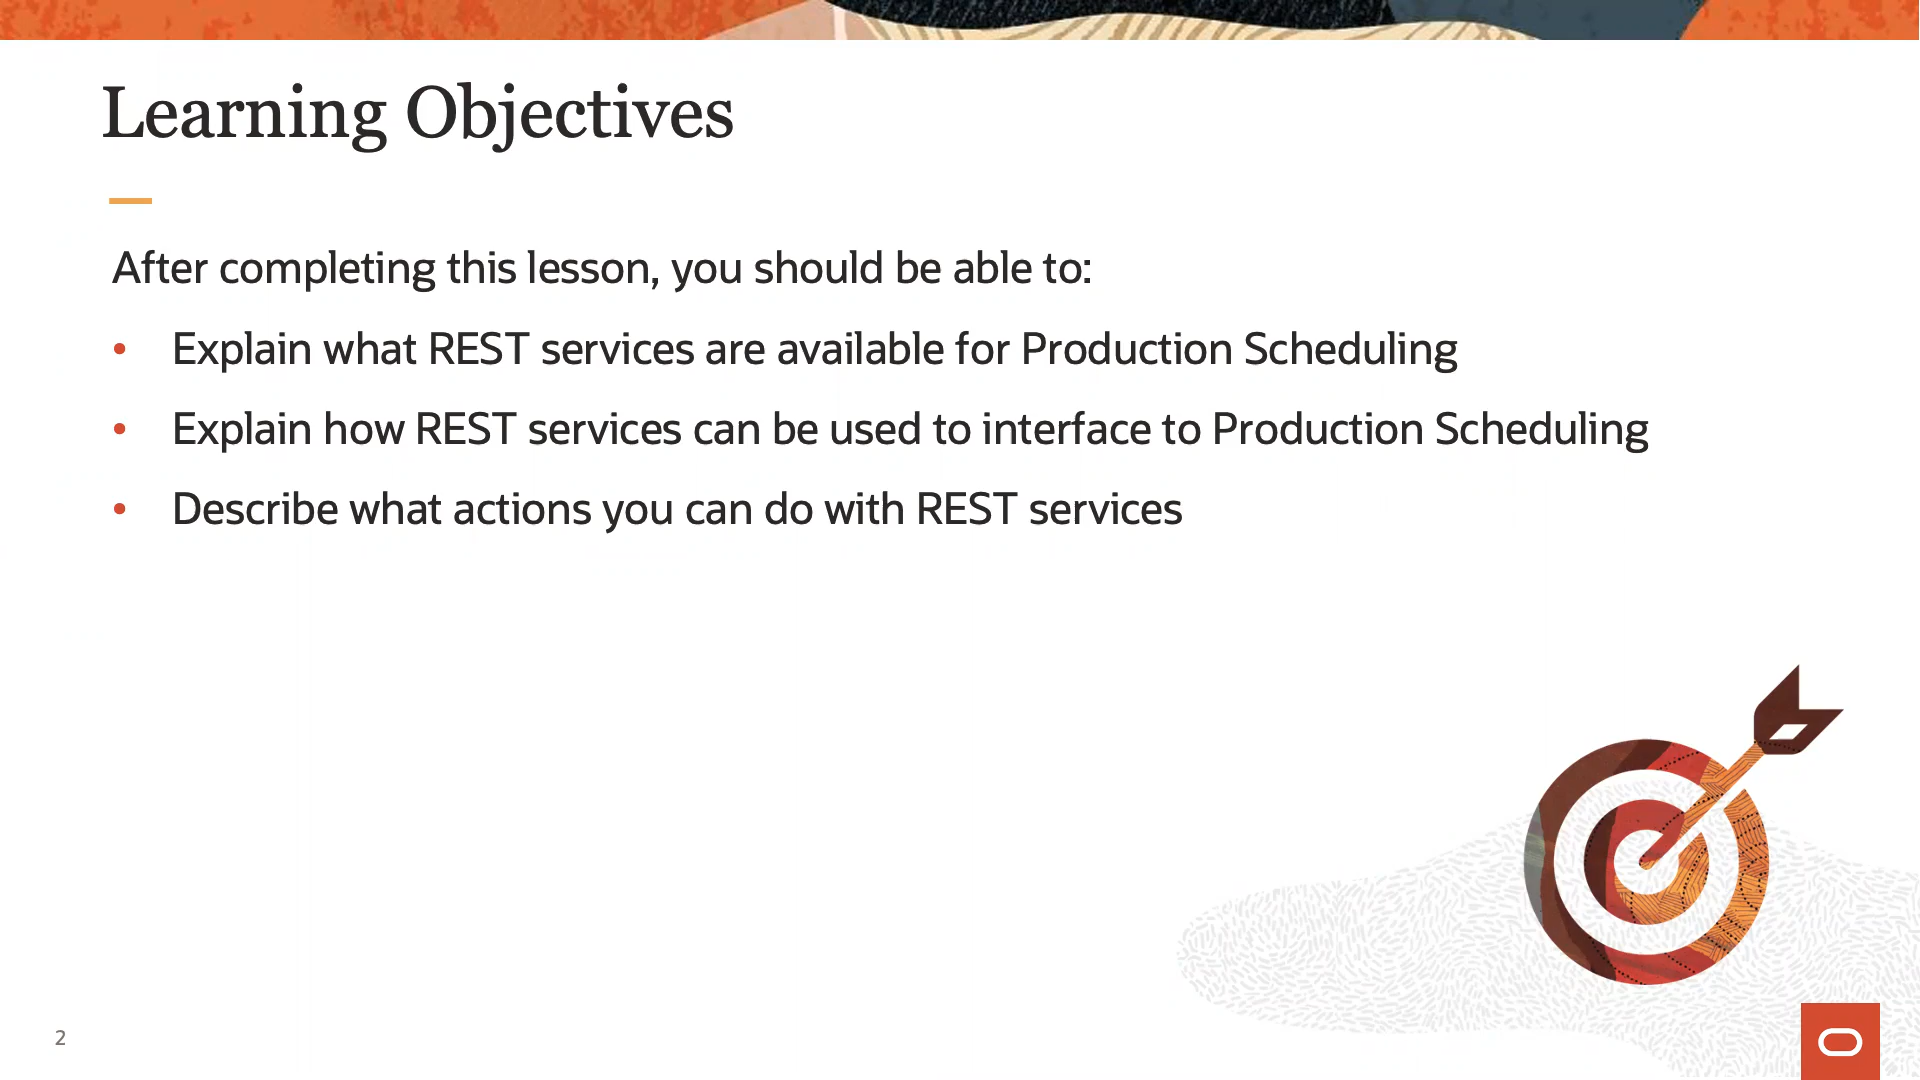 Learning Objectives
After completing this lesson, you should be able to:
• Explain what REST services are available for Production Scheduling
• Explain how REST services can be used to interface to Production Scheduling
• Describe what actions you can do with REST services
2